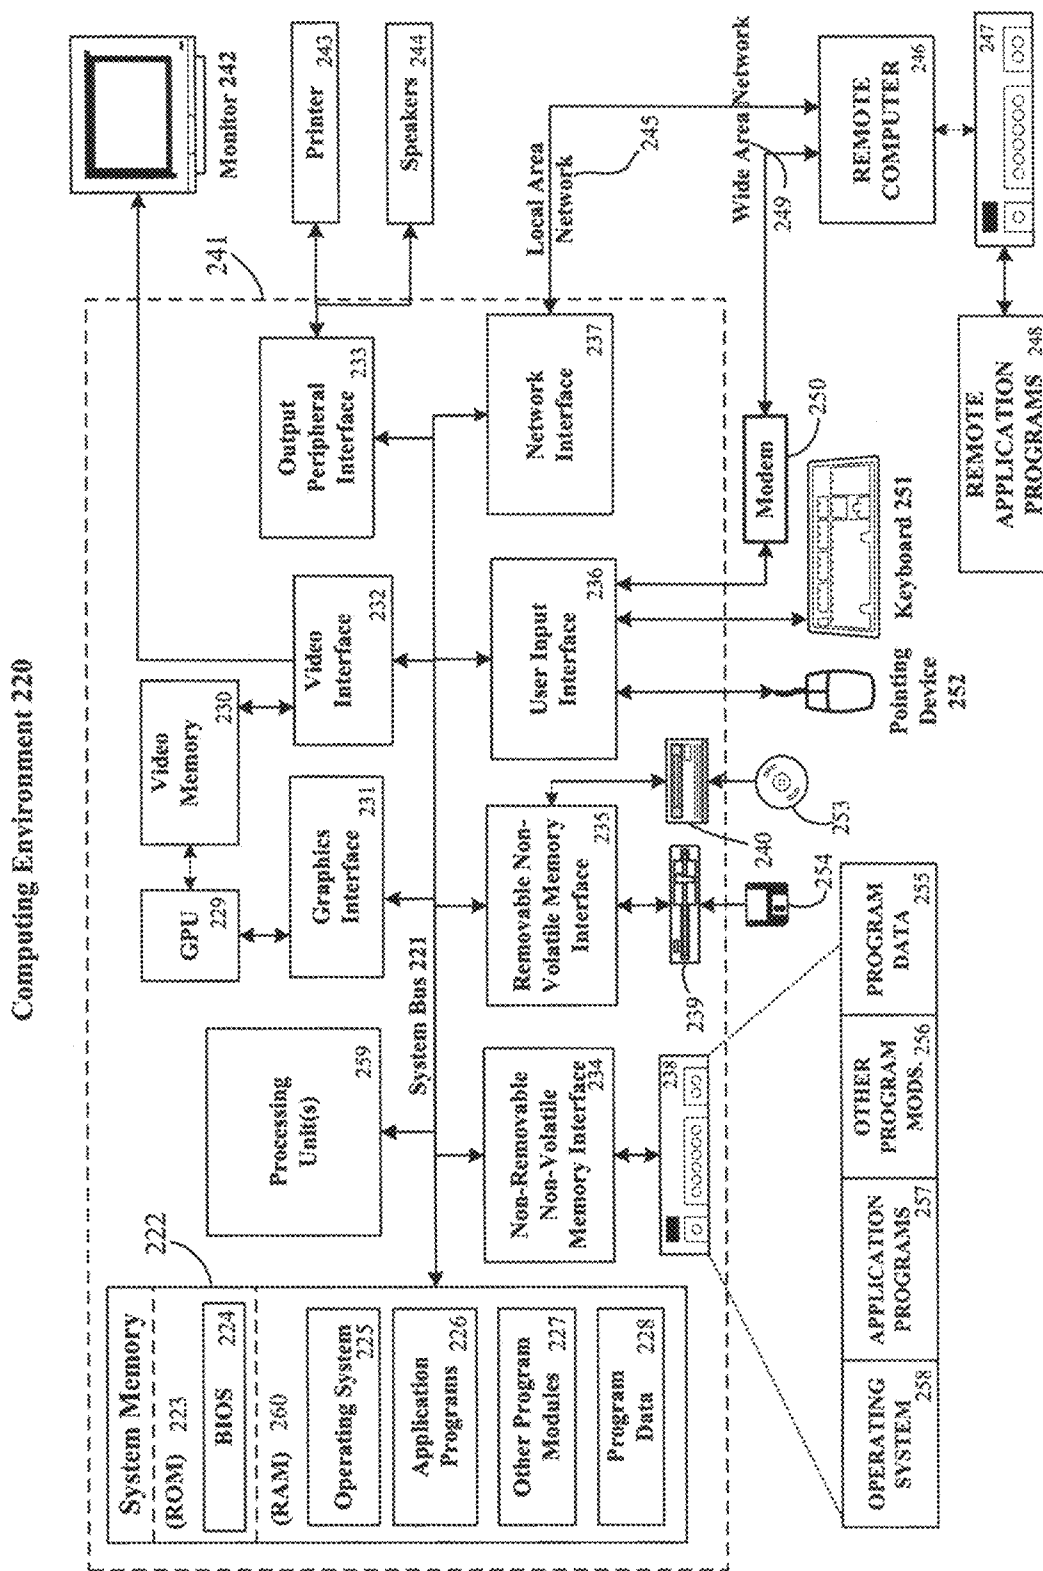 Computing Environment 220
241
Monitor 242
Printer 243
Speakers 244
222
System Memory
(ROM) 223
BIOS 224
(RAM) 260
Operating System 225
Application
Programs 226
Other Program
Modules 227
Program
Data 228
Processing
Unit(s)
259
GPU
229
Video
Memory 230
Graphics
Interface 231
Video
Interface 232
Output
Peripheral
Interface 233
System Bus 221
Non-Removable
Non-Volatile
Memory Interface 234
Removable Non-
Volatile Memory
Interface 235
User Input
Interface 236
Network
Interface 237
Local Area
Network
245
Wide Area Network
249
238
239
240
254
253
Pointing
Device
252
Keyboard 251
Modem
250
REMOTE
COMPUTER
246
247
REMOTE
APPLICATION
PROGRAMS 248
OPERATING
SYSTEM 258
APPLICATION
PROGRAMS 257
OTHER
PROGRAM
MODS. 256
PROGRAM
DATA 255